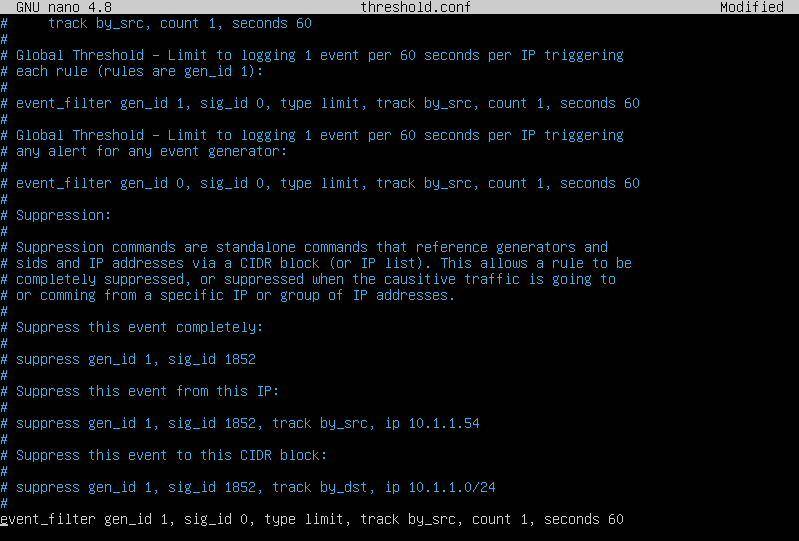 GNU nano 4.8 threshold.conf Modified
#     track by_src, count 1, seconds 60
#
# Global Threshold - Limit to logging 1 event per 60 seconds per IP triggering
# each rule (rules are gen_id 1):
#
# event_filter gen_id 1, sig_id 0, type limit, track by_src, count 1, seconds 60
#
# Global Threshold - Limit to logging 1 event per 60 seconds per IP triggering
# any alert for any event generator:
#
# event_filter gen_id 0, sig_id 0, type limit, track by_src, count 1, seconds 60
#
# Suppression:
#
# Suppression commands are standalone commands that reference generators and
# sids and IP addresses via a CIDR block (or IP list). This allows a rule to be
# completely suppressed, or suppressed when the causitive traffic is going to
# or comming from a specific IP or group of IP addresses.
#
# Suppress this event completely:
#
# suppress gen_id 1, sig_id 1852
#
# Suppress this event from this IP:
#
# suppress gen_id 1, sig_id 1852, track by_src, ip 10.1.1.54
#
# Suppress this event to this CIDR block:
#
# suppress gen_id 1, sig_id 1852, track by_dst, ip 10.1.1.0/24
#
event_filter gen_id 1, sig_id 0, type limit, track by_src, count 1, seconds 60